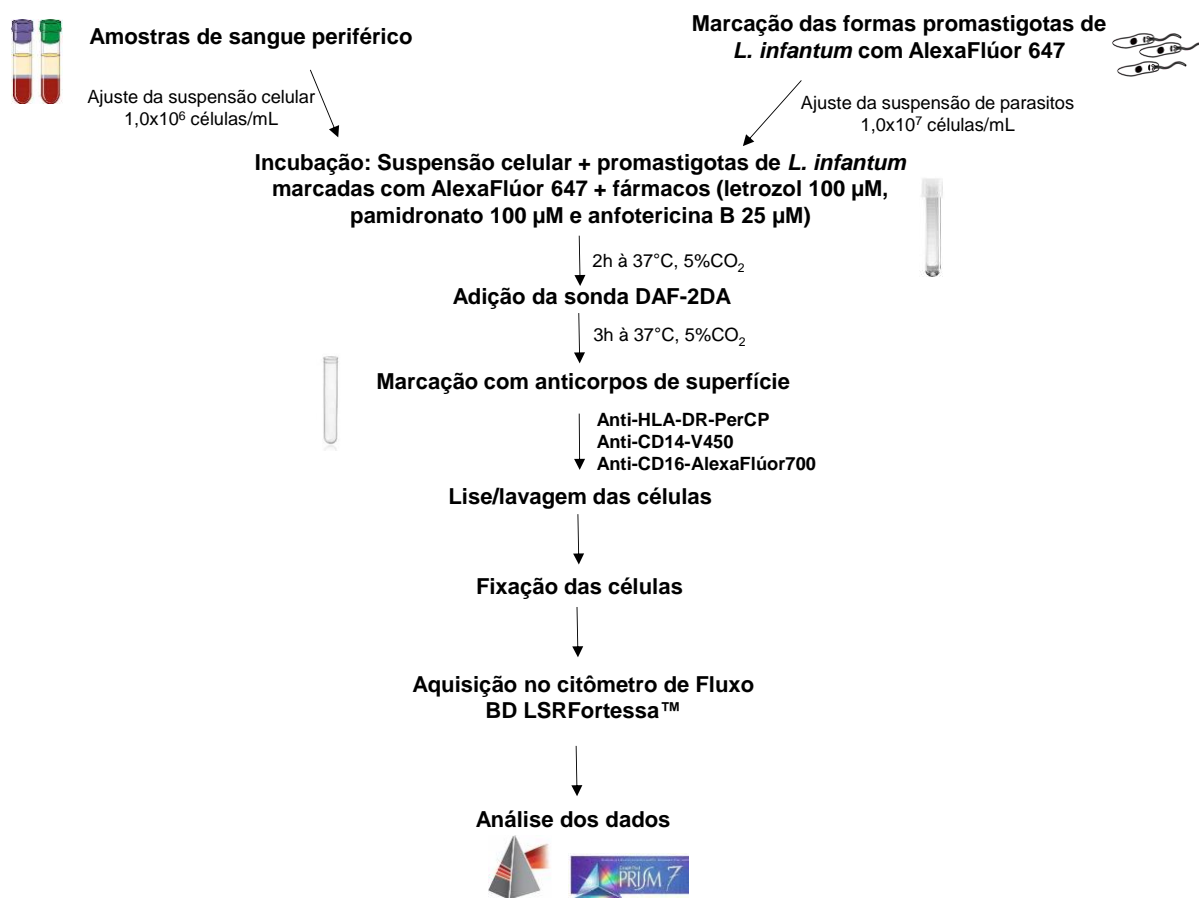 Amostras de sangue periférico
Marcação das formas promastigotas de
L. infantum com AlexaFlúor 647
Ajuste da suspensão celular
1,0x10⁶ células/mL
Ajuste da suspensão de parasitos
1,0x10⁷ células/mL
Incubação: Suspensão celular + promastigotas de L. infantum
marcadas com AlexaFlúor 647 + fármacos (letrozol 100 µM,
pamidronato 100 µM e anfotericina B 25 µM)
2h à 37°C, 5%CO₂
Adição da sonda DAF-2DA
3h à 37°C, 5%CO₂
Marcação com anticorpos de superfície
Anti-HLA-DR-PerCP
Anti-CD14-V450
Anti-CD16-AlexaFlúor700
Lise/lavagem das células
Fixação das células
Aquisição no citômetro de Fluxo
BD LSRFortessa™
Análise dos dados
PRISM 7